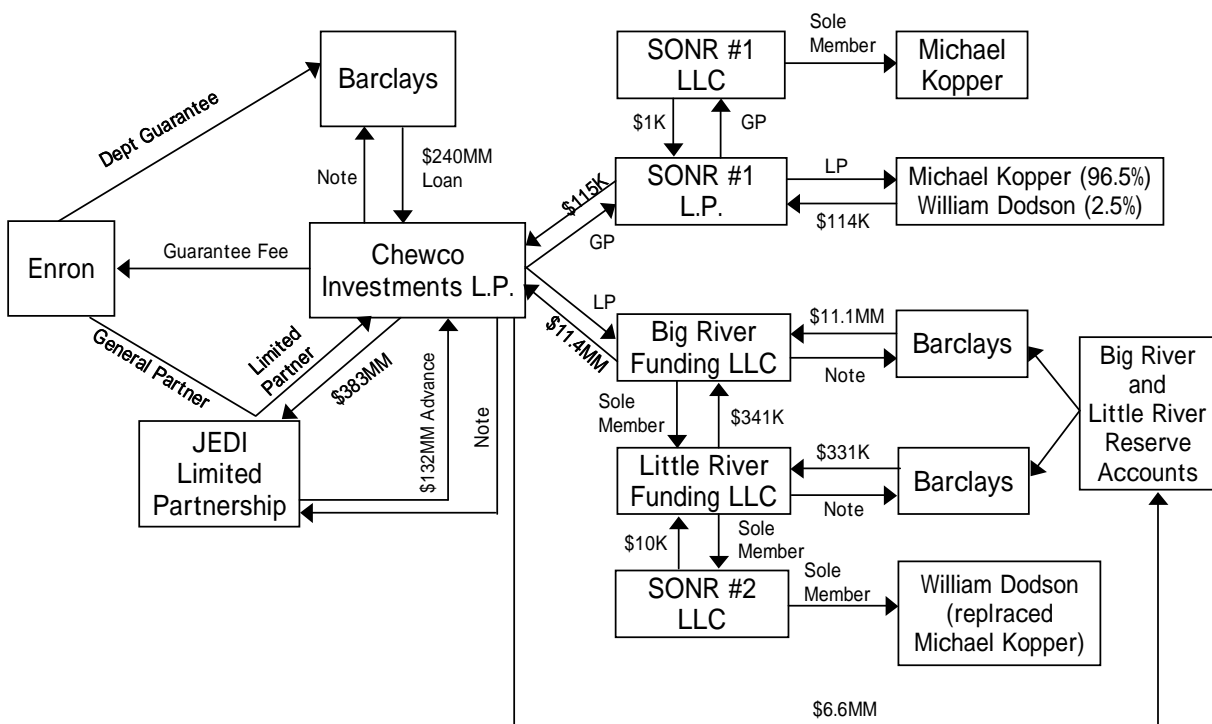 Sole
Member
SONR #1
LLC
Michael
Kopper
Barclays
Dept Guarantee
$1K
GP
$240MM
Loan
Note
SONR #1
L.P.
LP
$114K
Michael Kopper (96.5%)
William Dodson (2.5%)
$115K
GP
Enron
Guarantee Fee
Chewco
Investments L.P.
LP
$11.4MM
Big River
Funding LLC
$11.1MM
Note
Barclays
Big River
and
Little River
Reserve
Accounts
General Partner
Limited
Partner
$383MM
$132MM Advance
Note
Sole
Member
$341K
JEDI
Limited
Partnership
Little River
Funding LLC
$331K
Note
Barclays
$10K
Sole
Member
SONR #2
LLC
Sole
Member
William Dodson
(replraced
Michael Kopper)
$6.6MM